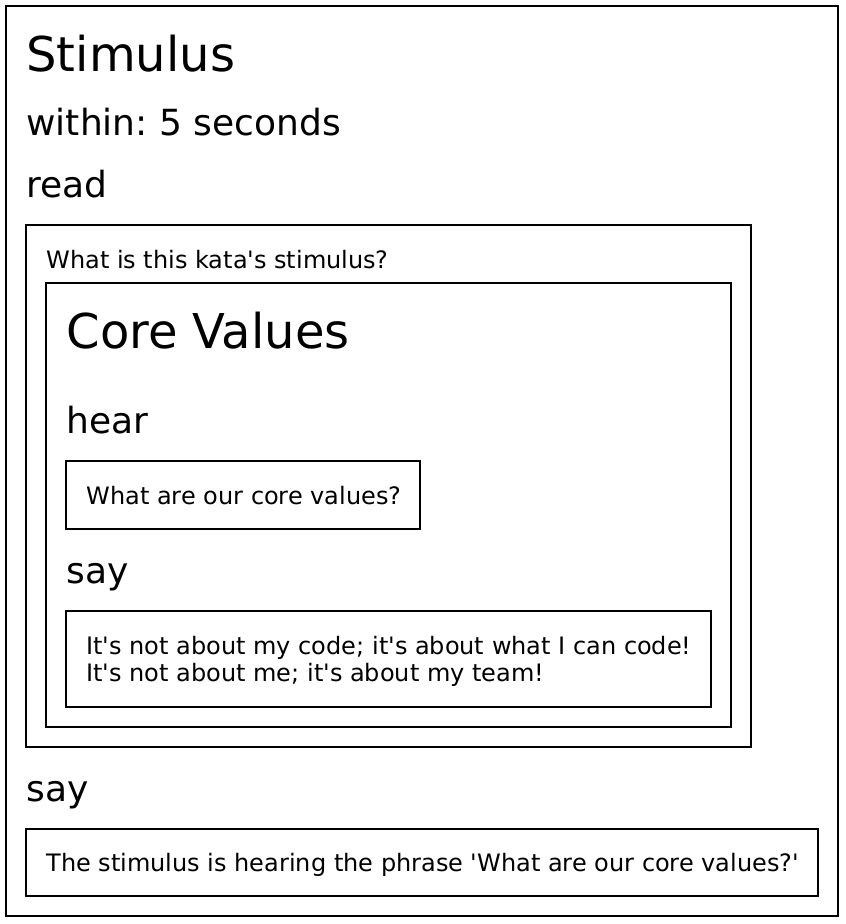 Stimulus
within: 5 seconds
read
What is this kata's stimulus?
Core Values
hear
What are our core values?
say
It's not about my code; it's about what I can code!
It's not about me; it's about my team!
say
The stimulus is hearing the phrase 'What are our core values?'